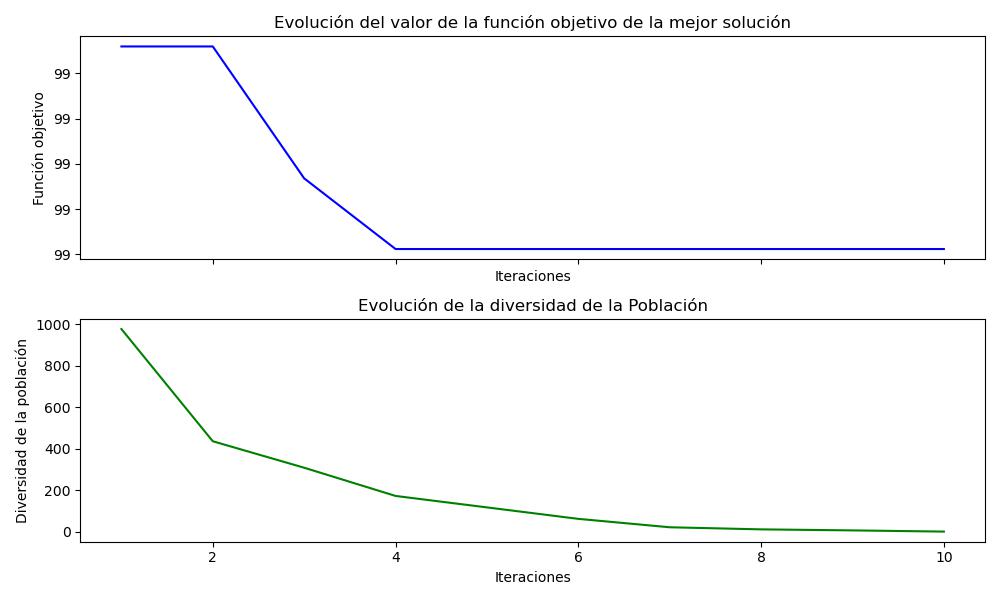 Evolución del valor de la función objetivo de la mejor solución
99
99
99
99
99
Función objetivo
Iteraciones
Evolución de la diversidad de la Población
1000
800
600
400
200
0
Diversidad de la población
2 4 6 8 10
Iteraciones